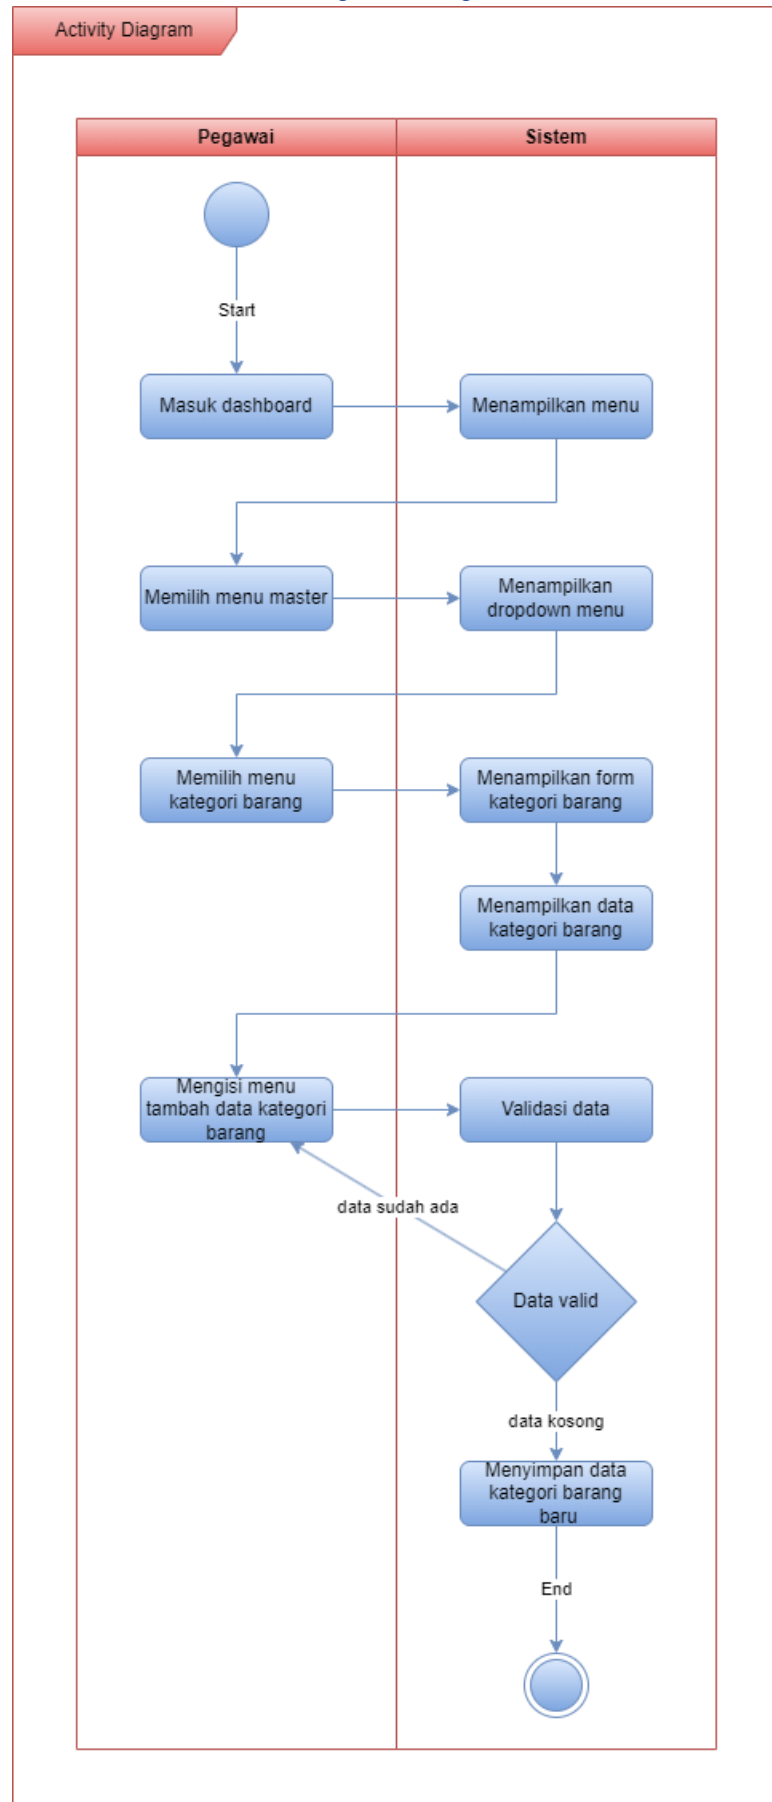 Activity Diagram
Pegawai
Sistem
Start
Masuk dashboard
Menampilkan menu
Memilih menu master
Menampilkan
dropdown menu
Memilih menu
kategori barang
Menampilkan form
kategori barang
Menampilkan data
kategori barang
Mengisi menu
tambah data kategori
barang
Validasi data
data sudah ada
Data valid
data kosong
Menyimpan data
kategori barang
baru
End